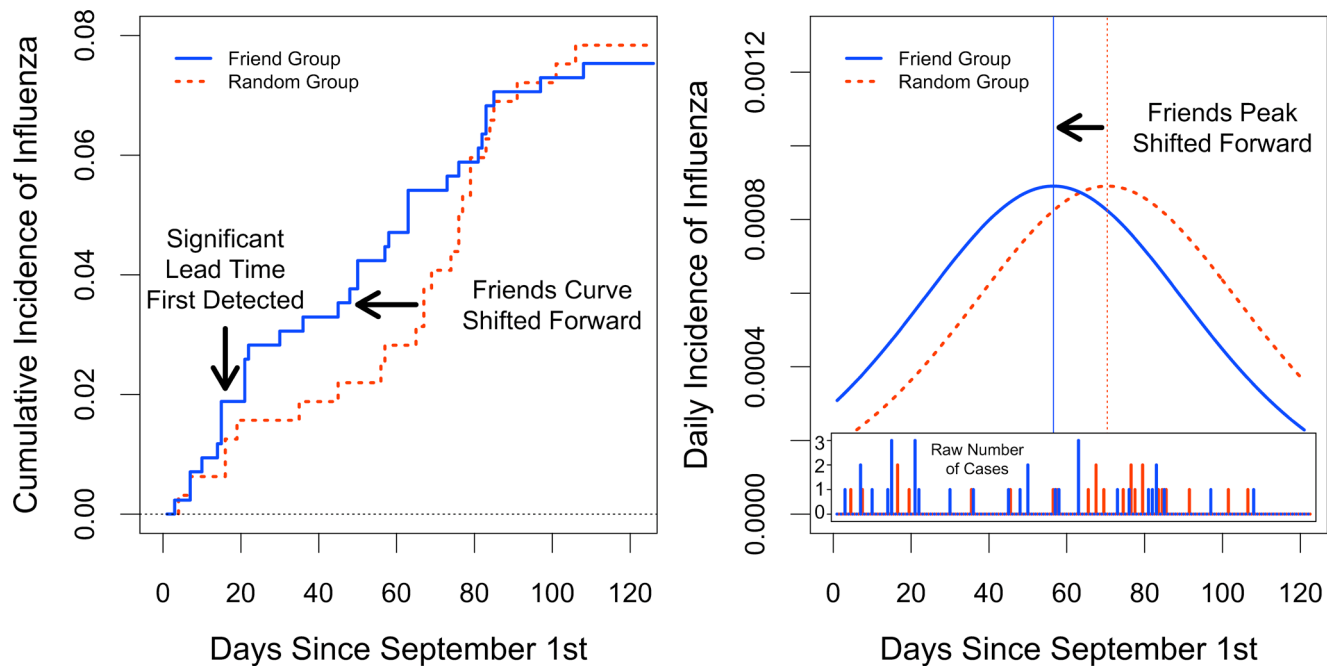 Cumulative Incidence of Influenza
0.08
0.06
0.04
0.02
0.00
Friend Group
Random Group
Significant
Lead Time
First Detected
Friends Curve
Shifted Forward
0 20 40 60 80 100 120
Days Since September 1st
Daily Incidence of Influenza
0.0012
0.0008
0.0004
0.0000
Friend Group
Random Group
Friends Peak
Shifted Forward
Raw Number
of Cases
3
2
1
0
0 20 40 60 80 100 120
Days Since September 1st